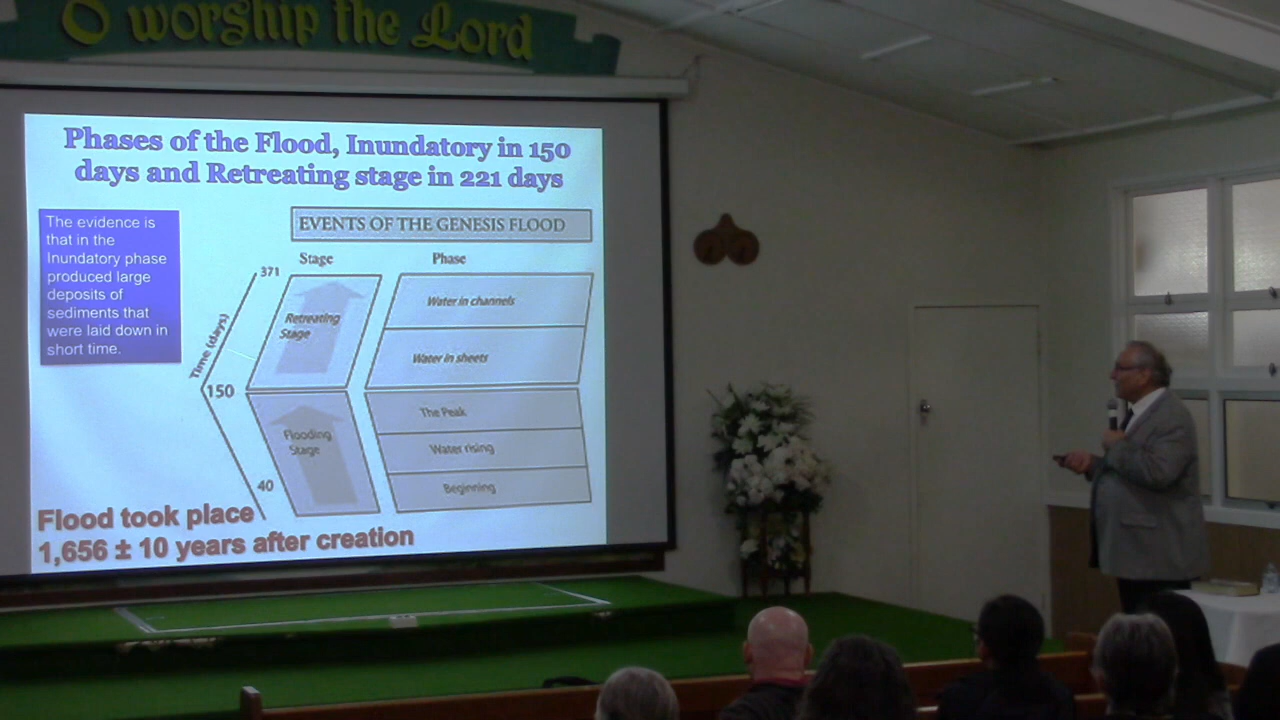 O worship the Lord
Phases of the Flood, Inundatory in 150
days and Retreating stage in 221 days
The evidence is
that in the
Inundatory phase
produced large
deposits of
sediments that
were laid down in
short time.
EVENTS OF THE GENESIS FLOOD
Stage
Phase
371
Time (days)
Retreating
Stage
Water in channels
Water in sheets
150
Flooding
Stage
The Peak
Water rising
Beginning
40
Flood took place
1,656 ± 10 years after creation